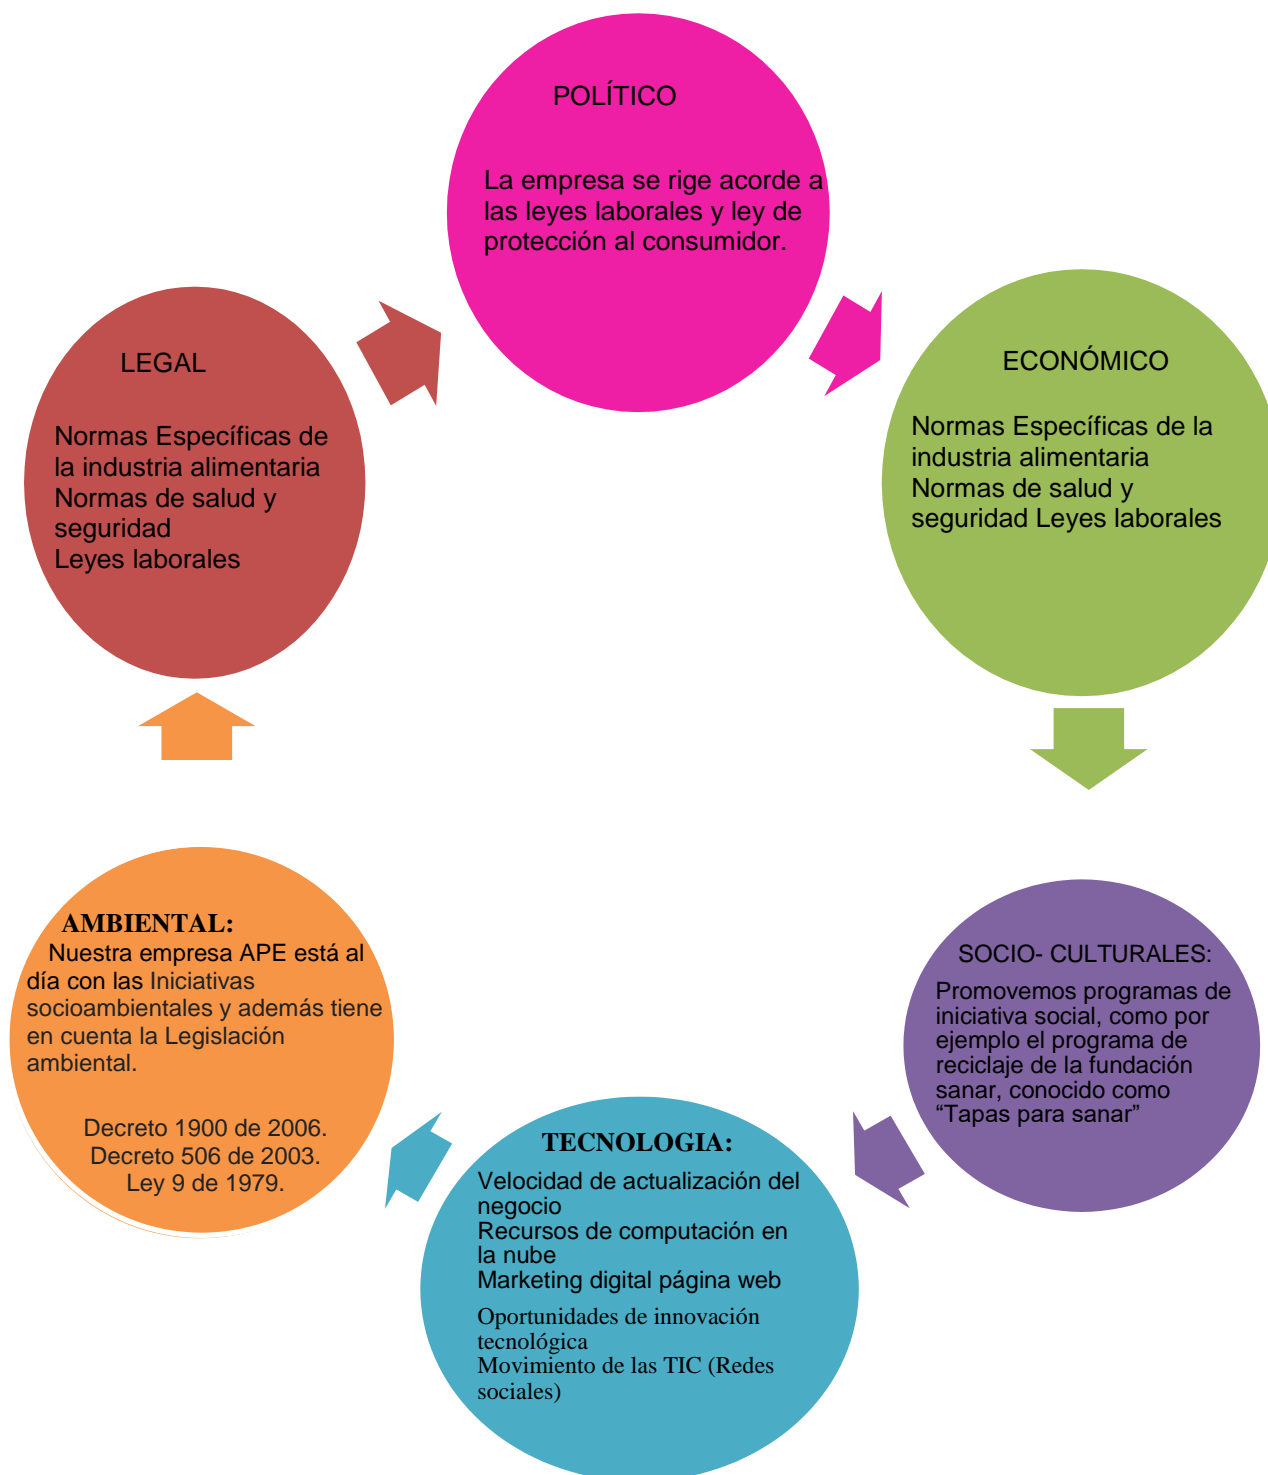 POLÍTICO
La empresa se rige acorde a
las leyes laborales y ley de
protección al consumidor.
ECONÓMICO
Normas Específicas de la
industria alimentaria
Normas de salud y
seguridad Leyes laborales
SOCIO- CULTURALES:
Promovemos programas de
iniciativa social, como por
ejemplo el programa de
reciclaje de la fundación
sanar, conocido como
“Tapas para sanar”
TECNOLOGIA:
Velocidad de actualización del
negocio
Recursos de computación en
la nube
Marketing digital página web
Oportunidades de innovación
tecnológica
Movimiento de las TIC (Redes
sociales)
AMBIENTAL:
Nuestra empresa APE está al
día con las Iniciativas
socioambientales y además tiene
en cuenta la Legislación
ambiental.
Decreto 1900 de 2006.
Decreto 506 de 2003.
Ley 9 de 1979.
LEGAL
Normas Específicas de
la industria alimentaria
Normas de salud y
seguridad
Leyes laborales